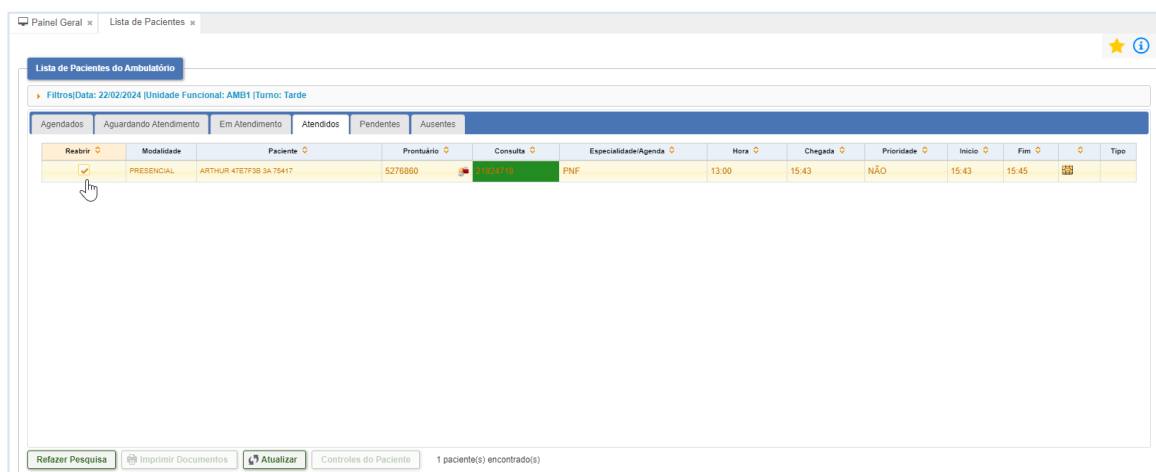 Painel Geral Lista de Pacientes
Lista de Pacientes do Ambulatório
Filtros|Data: 22/02/2024 |Unidade Funcional: AMB1 |Turno: Tarde
Agendados Aguardando Atendimento Em Atendimento Atendidos Pendentes Ausentes
Reabrir Modalidade Paciente Prontuário Consulta Especialidade/Agenda Hora Chegada Prioridade Início Fim Tipo
PRESENCIAL ARTHUR 47E7F3B 3A 75417 5276860 21924718 PNF 13:00 15:43 NÃO 15:43 15:45
Refazer Pesquisa Imprimir Documentos Atualizar Controles do Paciente 1 paciente(s) encontrado(s)